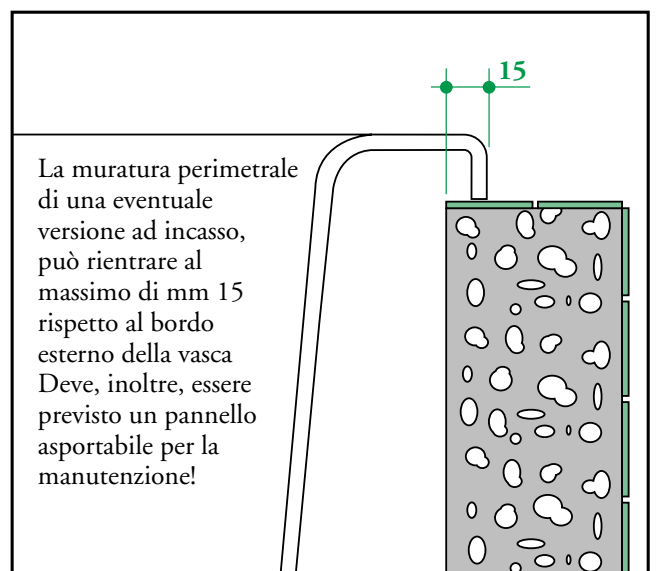 15
La muratura perimetrale
di una eventuale
versione ad incasso,
può rientrare al
massimo di mm 15
rispetto al bordo
esterno della vasca
Deve, inoltre, essere
previsto un pannello
asportabile per la
manutenzione!